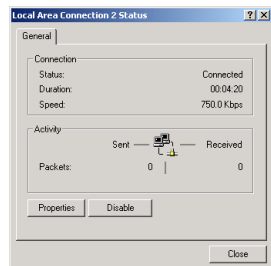 Local Area Connection 2 Status
General
Connection
Status: Connected
Duration: 00:04:20
Speed: 750.0 Kbps
Activity
Sent Received
Packets: 0 0
Properties Disable
Close